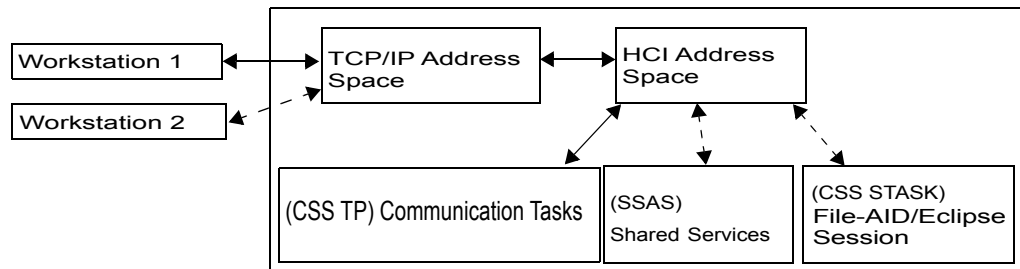 Workstation 1
TCP/IP Address
Space
HCI Address
Space
Workstation 2
(CSS TP) Communication Tasks
(SSAS)
Shared Services
(CSS STASK)
File-AID/Eclipse
Session